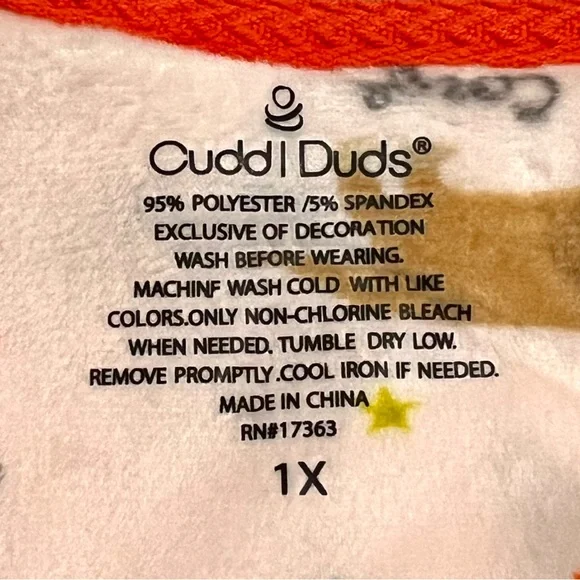 Cuddl Duds®
95% POLYESTER /5% SPANDEX
EXCLUSIVE OF DECORATION
WASH BEFORE WEARING.
MACHINF WASH COLD WITH LIKE
COLORS.ONLY NON-CHLORINE BLEACH
WHEN NEEDED. TUMBLE DRY LOW.
REMOVE PROMPTLY.COOL IRON IF NEEDED.
MADE IN CHINA
RN#17363
1X